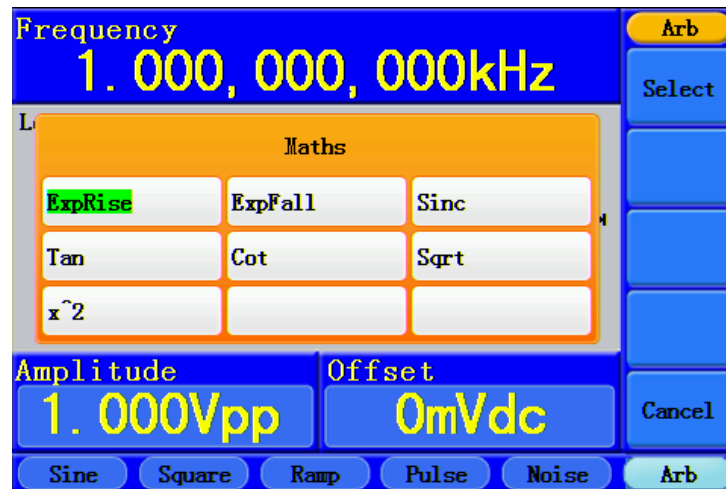 Frequency
1.000,000,000kHz
Arb
Select
L
Maths
ExpRise ExpFall Sinc
Tan Cot Sqrt
x^2
Amplitude Offset
1.000Vpp 0mVdc
Cancel
Sine Square Ramp Pulse Noise Arb